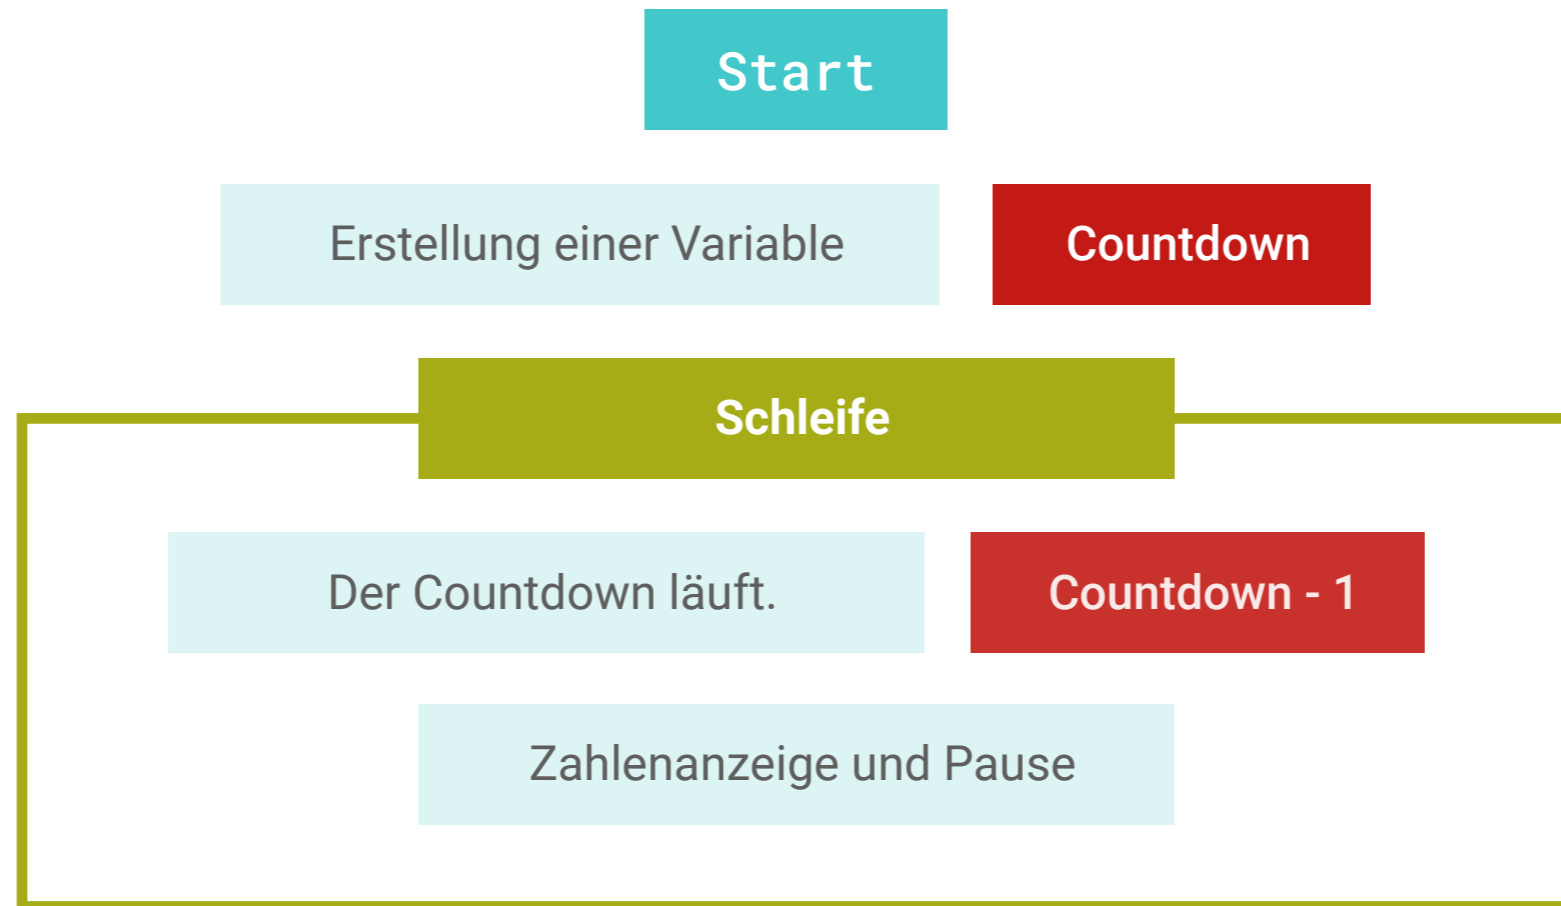 Start
Erstellung einer Variable
Countdown
Schleife
Der Countdown läuft.
Countdown - 1
Zahlenanzeige und Pause